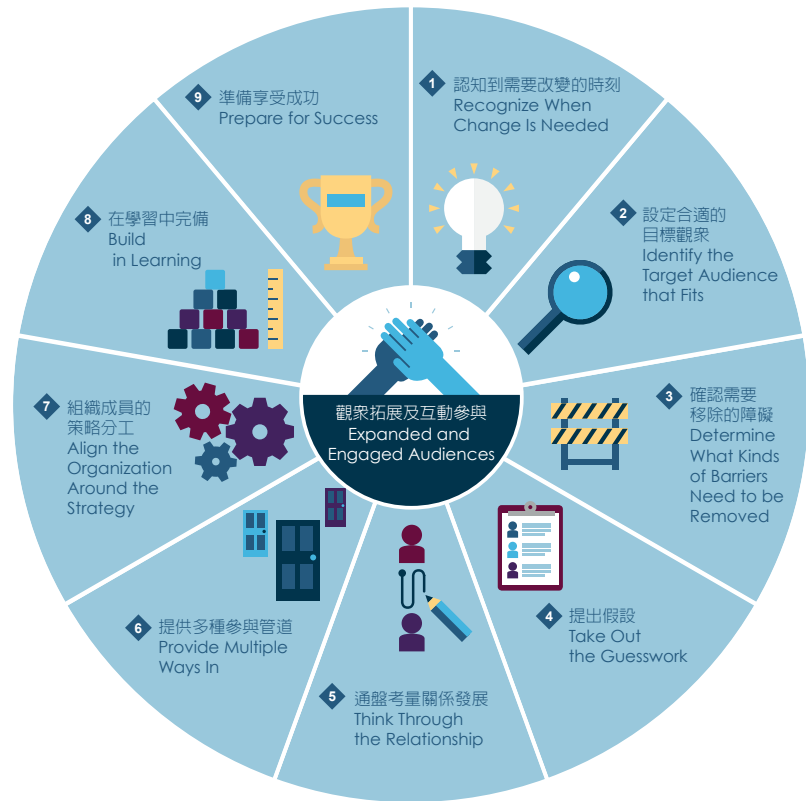 1 認知到需要改變的時刻
Recognize When
Change Is Needed
2 設定合適的
目標觀眾
Identify the
Target Audience
that Fits
3 確認需要
移除的障礙
Determine
What Kinds
of Barriers
Need to be
Removed
4 提出假設
Take Out
the Guesswork
5 通盤考量關係發展
Think Through
the Relationship
6 提供多種參與管道
Provide Multiple
Ways In
7 組織成員的
策略分工
Align the
Organization
Around the
Strategy
8 在學習中完備
Build
in Learning
9 準備享受成功
Prepare for Success
觀眾拓展及互動參與
Expanded and
Engaged Audiences